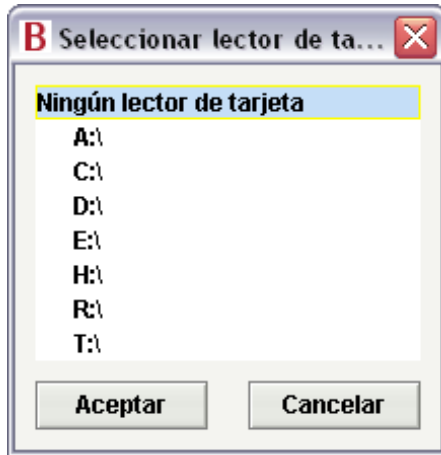 B Seleccionar lector de ta...
Ningún lector de tarjeta
A:\
C:\
D:\
E:\
H:\
R:\
T:\
Aceptar Cancelar